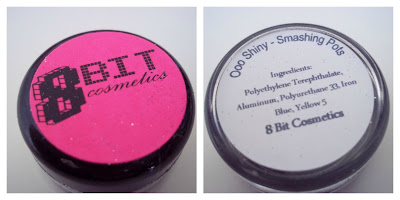 8 BIT
cosmetics
Ooo Shiny - Smashing Pots
Ingredients:
Polyethylene Terephthalate,
Aluminum, Polyurethane 33, Iron
Blue, Yellow 5
8 Bit Cosmetics